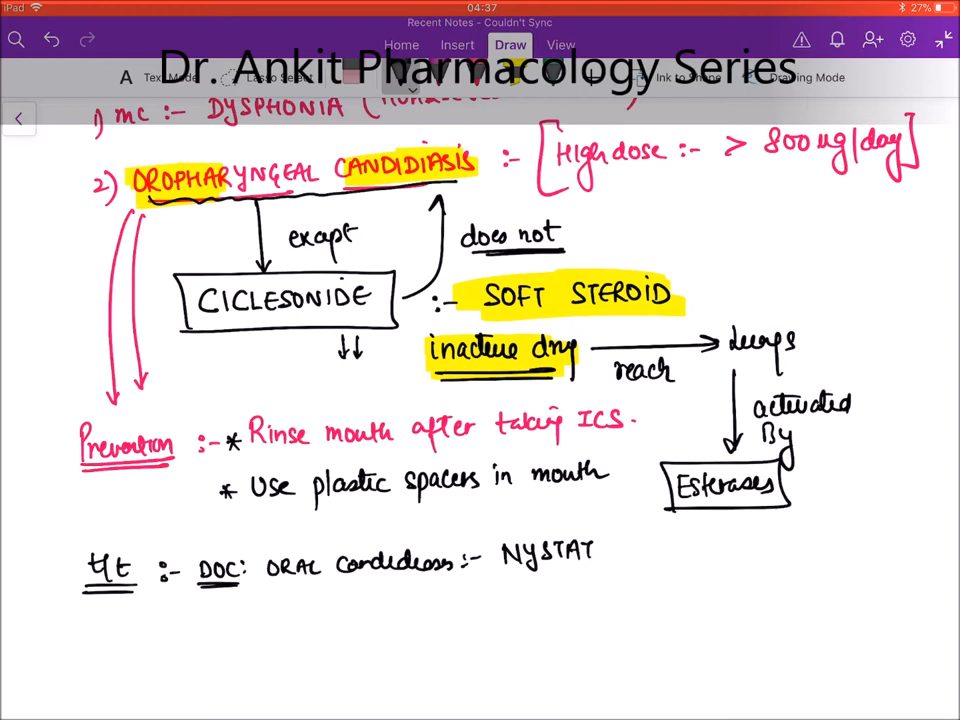 iPad 04:37 27%
Recent Notes - Couldn't Sync
Home Insert Draw View
Dr. Ankit Pharmacology Series
A Text Mode Lasso Select Ink to Shape Drawing Mode
1) mc :- DYSPHONIA (
2) OROPHARYNGEAL CANDIDIASIS :- [High dose :- > 800 ug/day]
exapt
does not
CICLESONIDE :- SOFT STEROID
↓↓ inactive drug reach lungs
activated
By
Esterases
Prevention :- * Rinse mouth after taking ICS.
* Use plastic spacers in mouth
t/t :- DOC: ORAL :- NYSTAT